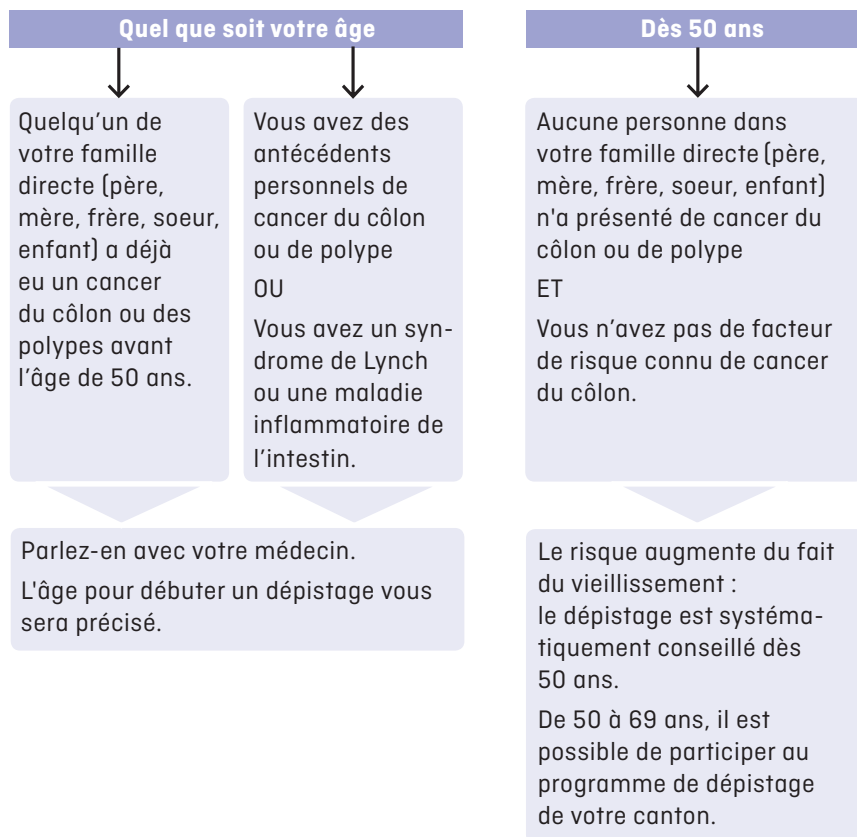 Quel que soit votre âge
Quelqu'un de
votre famille
directe (père,
mère, frère, soeur,
enfant) a déjà
eu un cancer
du côlon ou des
polypes avant
l'âge de 50 ans.
Vous avez des
antécédents
personnels de
cancer du côlon
ou de polype
OU
Vous avez un syn-
drome de Lynch
ou une maladie
inflammatoire de
l'intestin.
Parlez-en avec votre médecin.
L'âge pour débuter un dépistage vous
sera précisé.
Dès 50 ans
Aucune personne dans
votre famille directe (père,
mère, frère, soeur, enfant)
n'a présenté de cancer du
côlon ou de polype
ET
Vous n'avez pas de facteur
de risque connu de cancer
du côlon.
Le risque augmente du fait
du vieillissement :
le dépistage est systéma-
tiquement conseillé dès
50 ans.
De 50 à 69 ans, il est
possible de participer au
programme de dépistage
de votre canton.